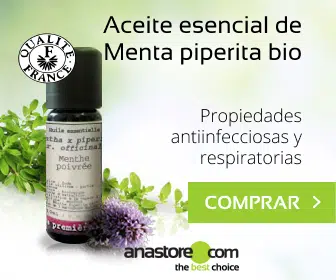 Aceite esencial de
Menta piperita bio
QUALITÉ
F
FRANCE
Huile essentielle
Menthe
poivrée
Propiedades
antiinfecciosas y
respiratorias
COMPRAR >
anastore.com
the best choice